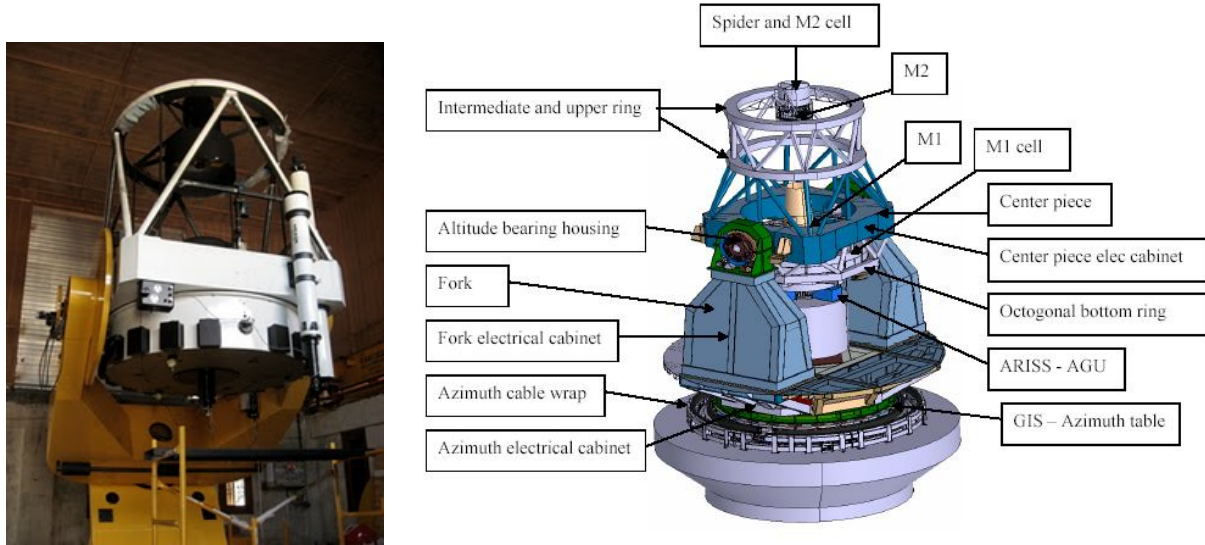 Spider and M2 cell
M2
Intermediate and upper ring
M1
M1 cell
Center piece
Altitude bearing housing
Center piece elec cabinet
Fork
Octogonal bottom ring
Fork electrical cabinet
ARISS - AGU
Azimuth cable wrap
GIS – Azimuth table
Azimuth electrical cabinet